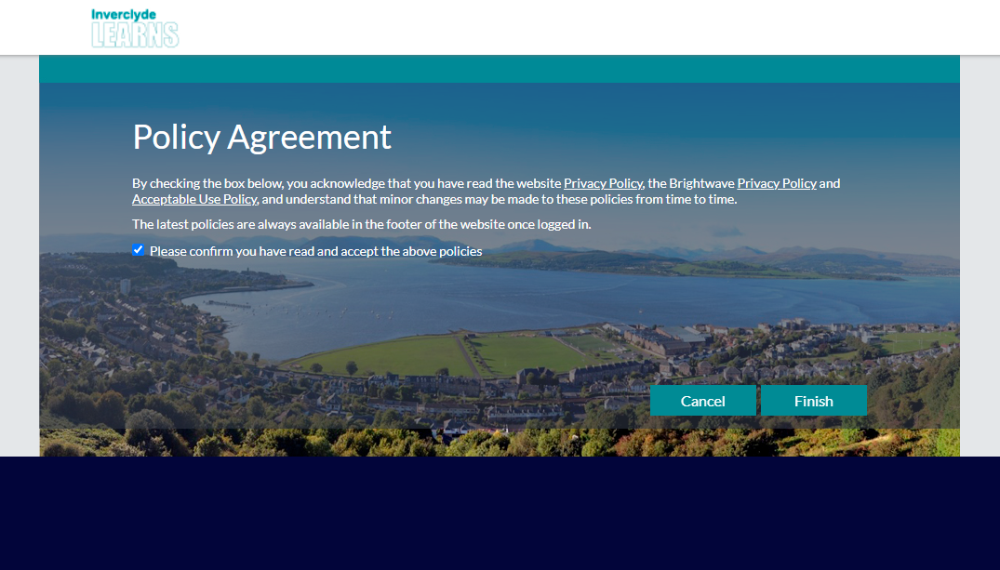 Inverclyde
LEARNS
Policy Agreement
By checking the box below, you acknowledge that you have read the website Privacy Policy, the Brightwave Privacy Policy and
Acceptable Use Policy, and understand that minor changes may be made to these policies from time to time.
The latest policies are always available in the footer of the website once logged in.
Please confirm you have read and accept the above policies
Cancel Finish